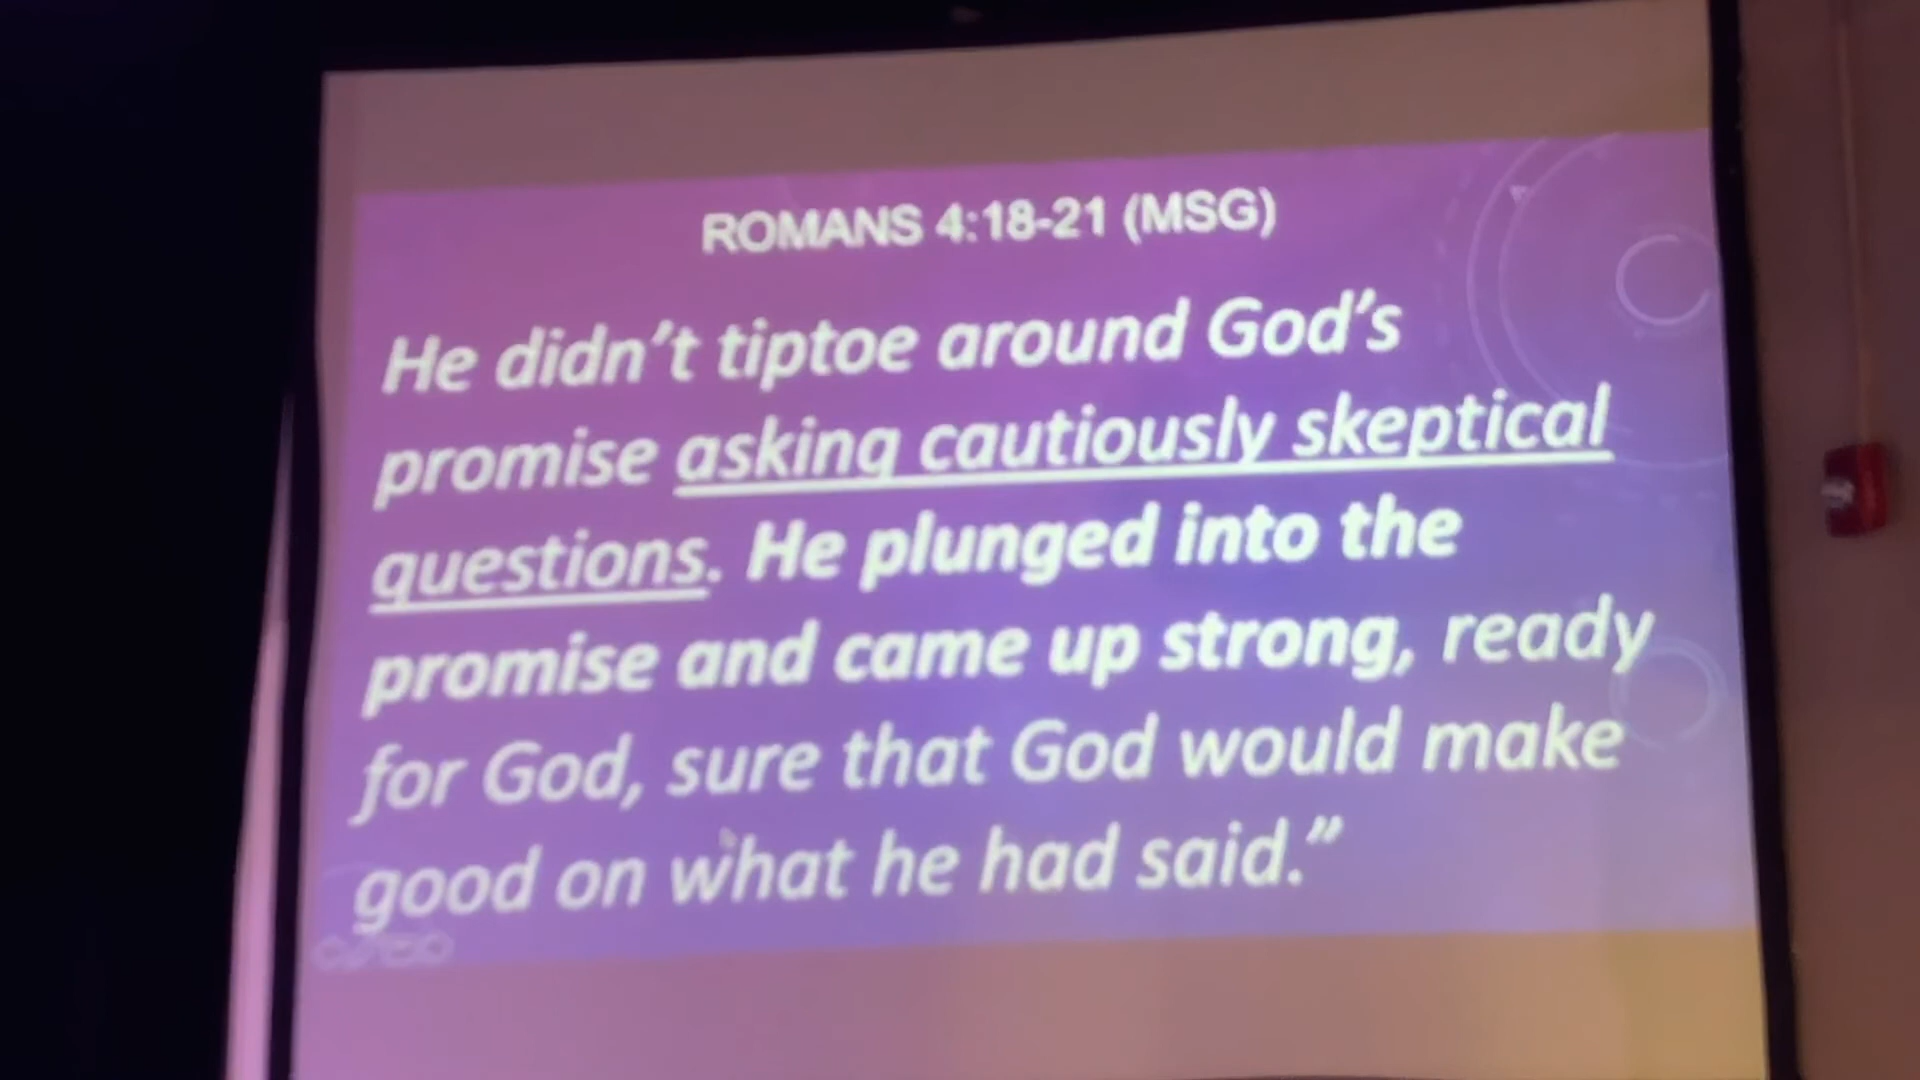 ROMANS 4:18-21 (MSG)
He didn’t tiptoe around God’s
promise asking cautiously skeptical
questions. He plunged into the
promise and came up strong, ready
for God, sure that God would make
good on what he had said.”